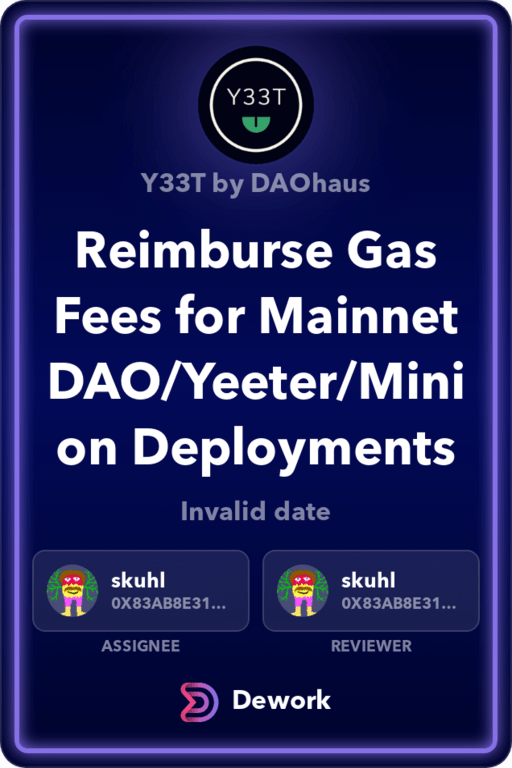 Y33T
Y33T by DAOhaus
Reimburse Gas
Fees for Mainnet
DAO/Yeeter/Mini
on Deployments
Invalid date
skuhl
0X83AB8E31...
skuhl
0X83AB8E31...
ASSIGNEE
REVIEWER
Dework